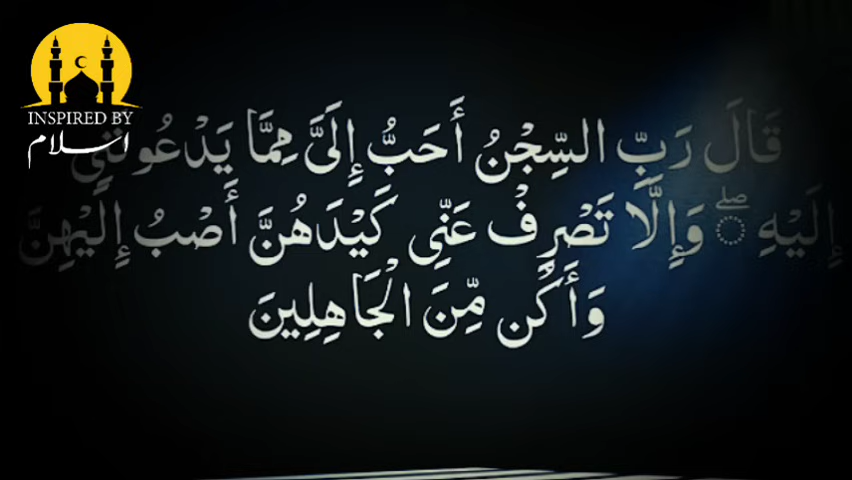 INSPIRED BY
اسلام
قَالَ رَبِّ السِّجْنُ أَحَبُّ إِلَىَّ مِمَّا يَدْعُونَنِى
إِلَيْهِ ۖ وَإِلَّا تَصْرِفْ عَنِّى كَيْدَهُنَّ أَصْبُ إِلَيْهِنَّ
وَأَكُن مِّنَ الْجَاهِلِينَ